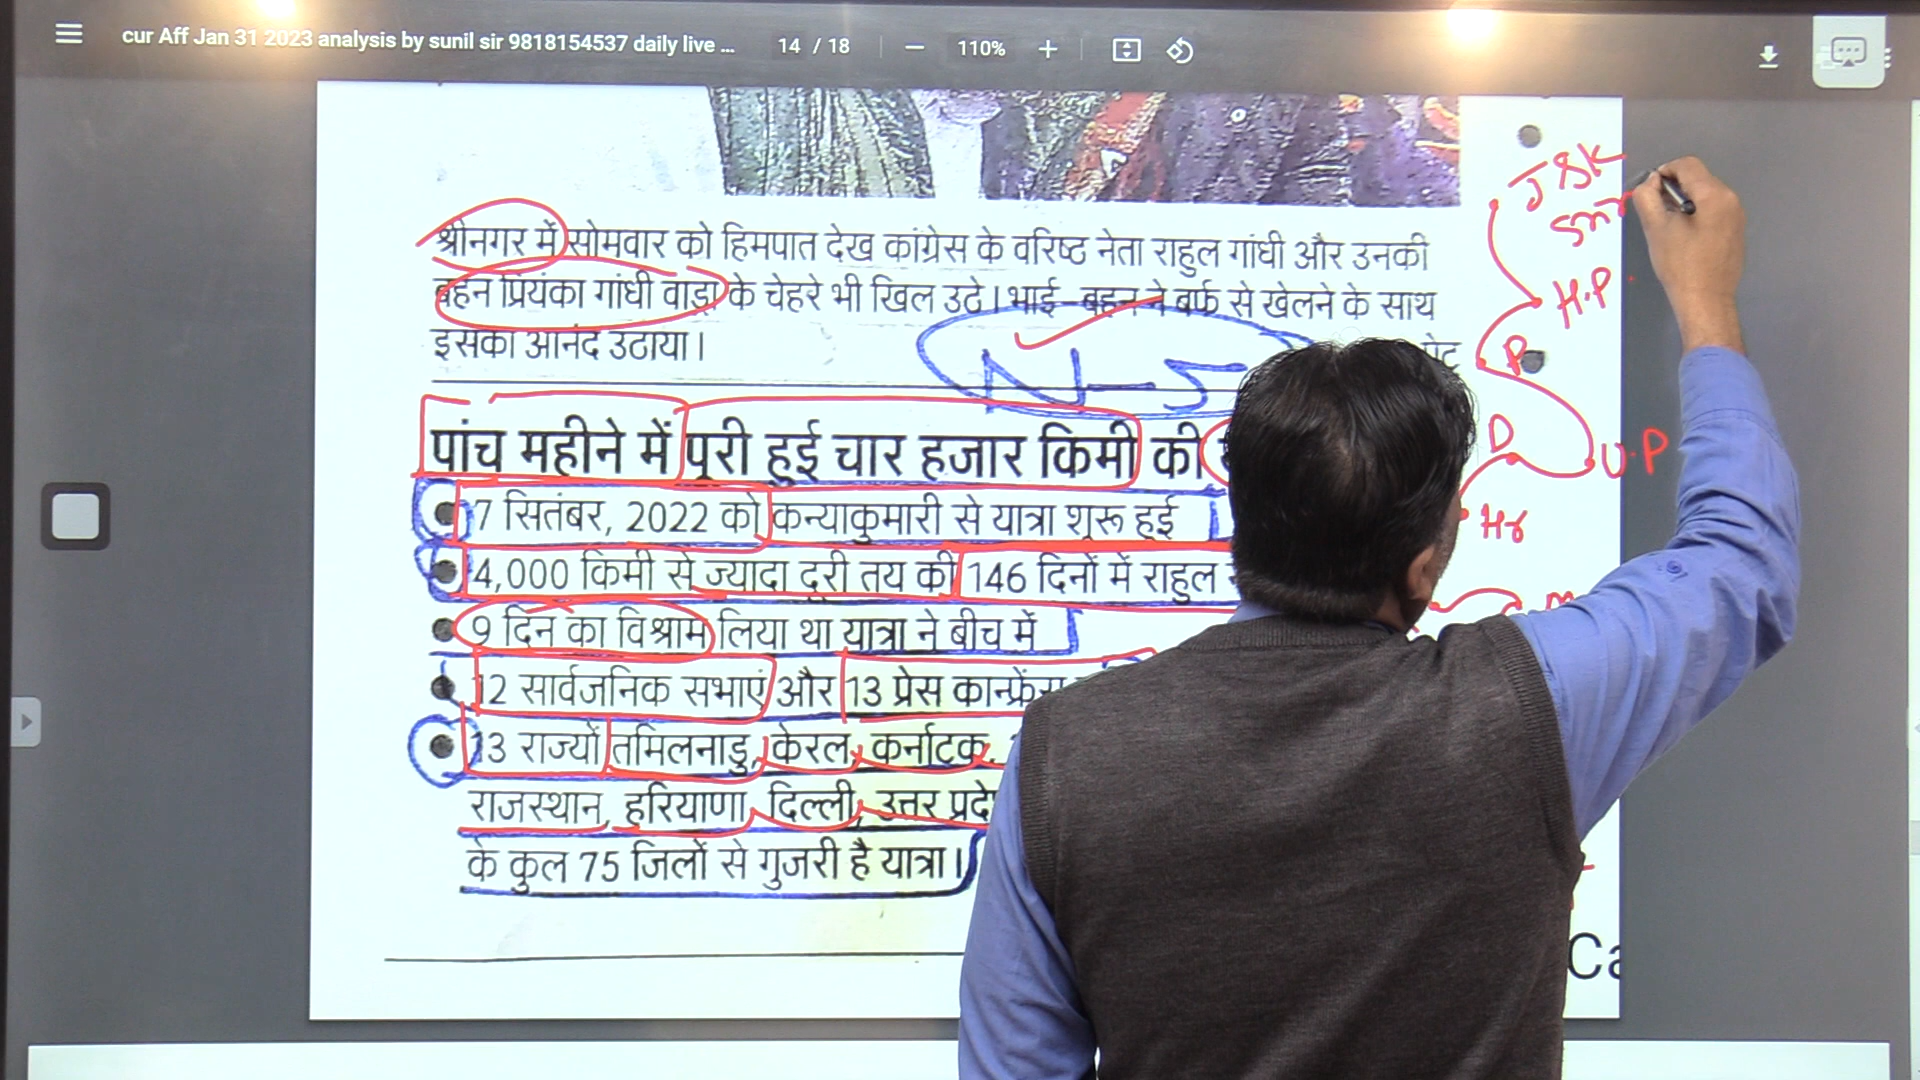 cur Aff Jan 31 2023 analysis by sunil sir 9818154537 daily live ... 14 / 18 110%
श्रीनगर में सोमवार को हिमपात देख कांग्रेस के वरिष्ठ नेता राहुल गांधी और उनकी
बहन प्रियंका गांधी वाड्रा के चेहरे भी खिल उठे। भाई- बहन ने बर्फ से खेलने के साथ
इसका आनंद उठाया।
N-5
पांच महीने में पूरी हुई चार हजार किमी की
7 सितंबर, 2022 को कन्याकुमारी से यात्रा शुरू हुई
4,000 किमी से ज्यादा दूरी तय की 146 दिनों में राहुल
9 दिन का विश्राम लिया था यात्रा ने बीच में
12 सार्वजनिक सभाएं और 13 प्रेस कान्फ्रेंस
13 राज्यों तमिलनाडु, केरल, कर्नाटक,
राजस्थान, हरियाणा, दिल्ली, उत्तर प्रदे
के कुल 75 जिलों से गुजरी है यात्रा।
J&K
H.P.
P
D
U.P
Hr
Ca